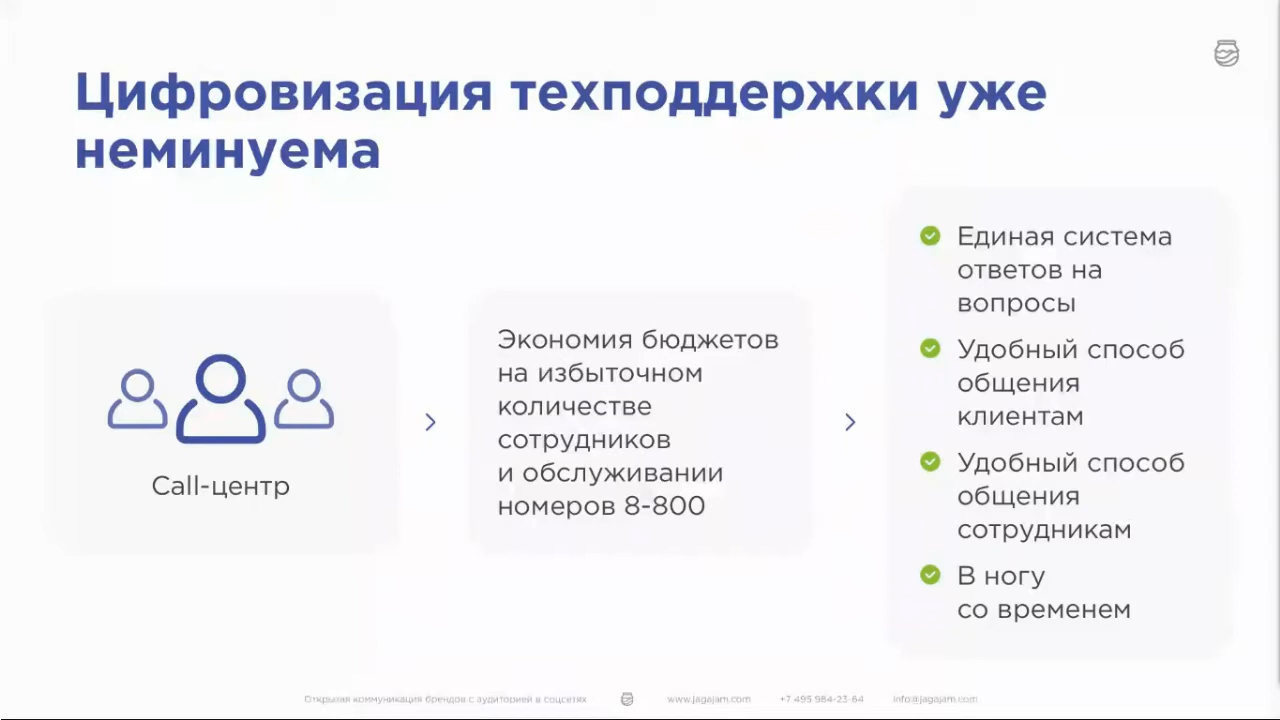 Цифровизация техподдержки уже
неминуема
Call-центр
Экономия бюджетов
на избыточном
количестве
сотрудников
и обслуживании
номеров 8-800
Единая система
ответов на
вопросы
Удобный способ
общения
клиентам
Удобный способ
общения
сотрудникам
В ногу
со временем
Открытая коммуникация брендов с аудиторией в соцсетях
www.jagajam.com
+7 495 984-23-64
info@jagajam.com